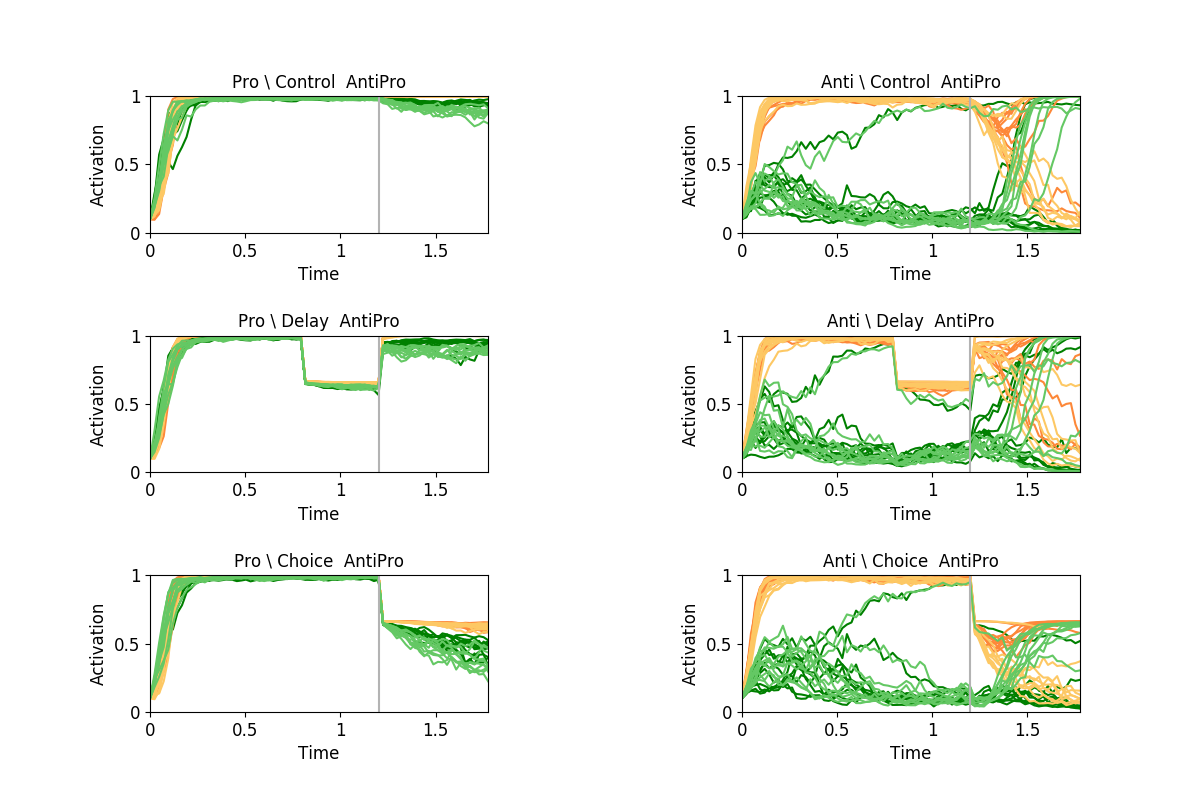 Pro \ Control  AntiPro
1
0.5
0
Activation
0
0.5
1
1.5
Time
Anti \ Control  AntiPro
1
0.5
0
Activation
0
0.5
1
1.5
Time
Pro \ Delay  AntiPro
1
0.5
0
Activation
0
0.5
1
1.5
Time
Anti \ Delay  AntiPro
1
0.5
0
Activation
0
0.5
1
1.5
Time
Pro \ Choice  AntiPro
1
0.5
0
Activation
0
0.5
1
1.5
Time
Anti \ Choice  AntiPro
1
0.5
0
Activation
0
0.5
1
1.5
Time